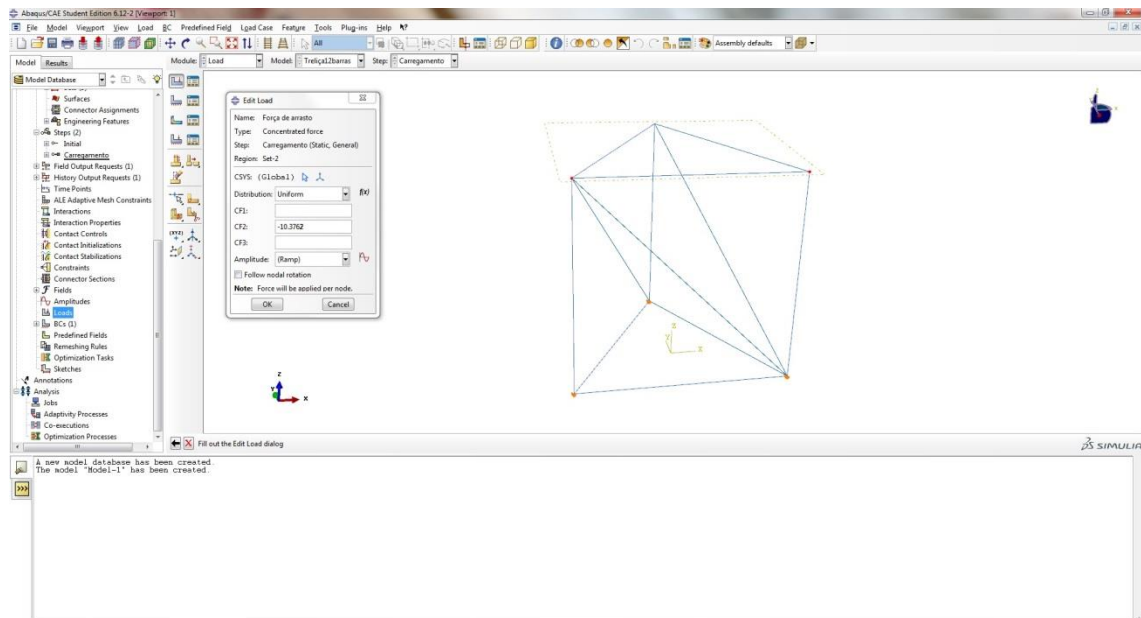 Abaqus/CAE Student Edition 6.12-2 [Viewport: 1]
File Model Viewport View Load BC Predefined Field Load Case Feature Tools Plug-ins Help
All Assembly defaults
Model Results Module: Load Model: Treliça12barras Step: Carregamento
Model Database
Surfaces
Connector Assignments
Engineering Features
Steps (2)
Initial
Carregamento
Field Output Requests (1)
History Output Requests (1)
Time Points
ALE Adaptive Mesh Constraints
Interactions
Interaction Properties
Contact Controls
Contact Initializations
Contact Stabilizations
Constraints
Connector Sections
Fields
Amplitudes
Loads
BCs (1)
Predefined Fields
Remeshing Rules
Optimization Tasks
Sketches
Annotations
Analysis
Jobs
Adaptivity Processes
Co-executions
Optimization Processes
(XYZ)
Edit Load
Name: Força de arrasto
Type: Concentrated force
Step: Carregamento (Static, General)
Region: Set-2
CSYS: (Global)
Distribution: Uniform f(x)
CF1:
CF2: -10.3762
CF3:
Amplitude: (Ramp)
Follow nodal rotation
Note: Force will be applied per node.
OK Cancel
Z
Y
X
Z
Y
X
Fill out the Edit Load dialog
SIMULIA
A new model database has been created.
The model "Model-1" has been created.
>>>